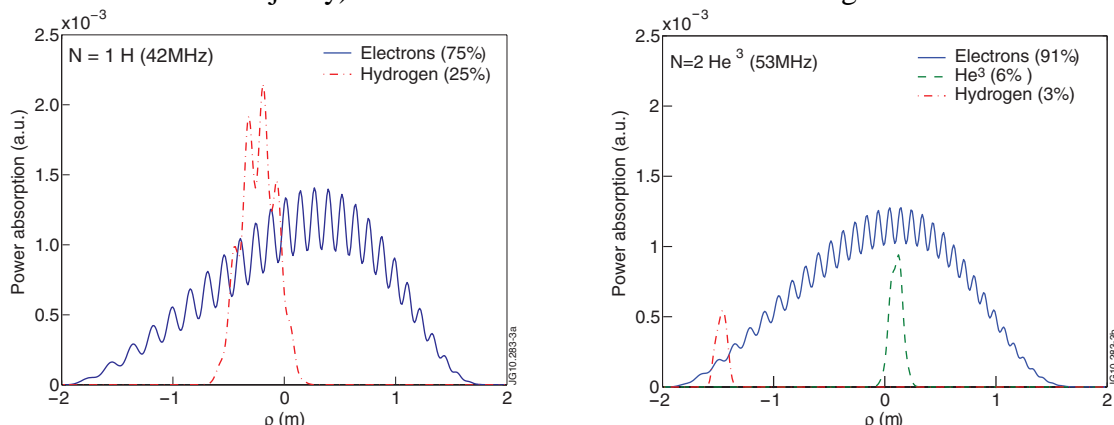 2.5 ×10⁻³
N = 1 H (42MHz)
Electrons (75%)
Hydrogen (25%)
2.0
1.5
1.0
0.5
0
Power absorption (a.u.)
-2 -1 0 1 2
ρ (m)
JG10.283-3a
2.5 ×10⁻³
N=2 He ³ (53MHz)
Electrons (91%)
He³ (6% )
Hydrogen (3%)
2
1.5
1
0.5
0
Power absorption (a.u.)
-2 -1 0 1 2
ρ (m)